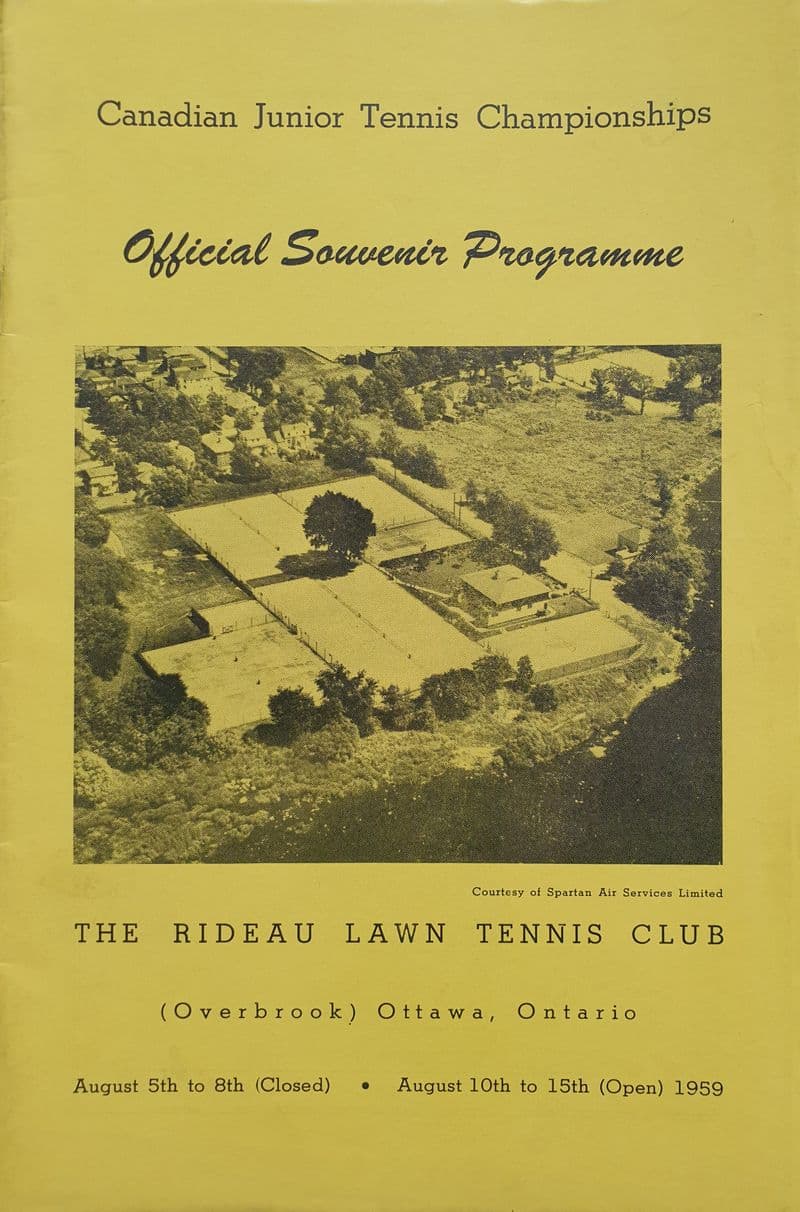 Canadian Junior Tennis Championships
Official Souvenir Programme
Courtesy of Spartan Air Services Limited
THE RIDEAU LAWN TENNIS CLUB
(Overbrook) Ottawa, Ontario
August 5th to 8th (Closed) • August 10th to 15th (Open) 1959